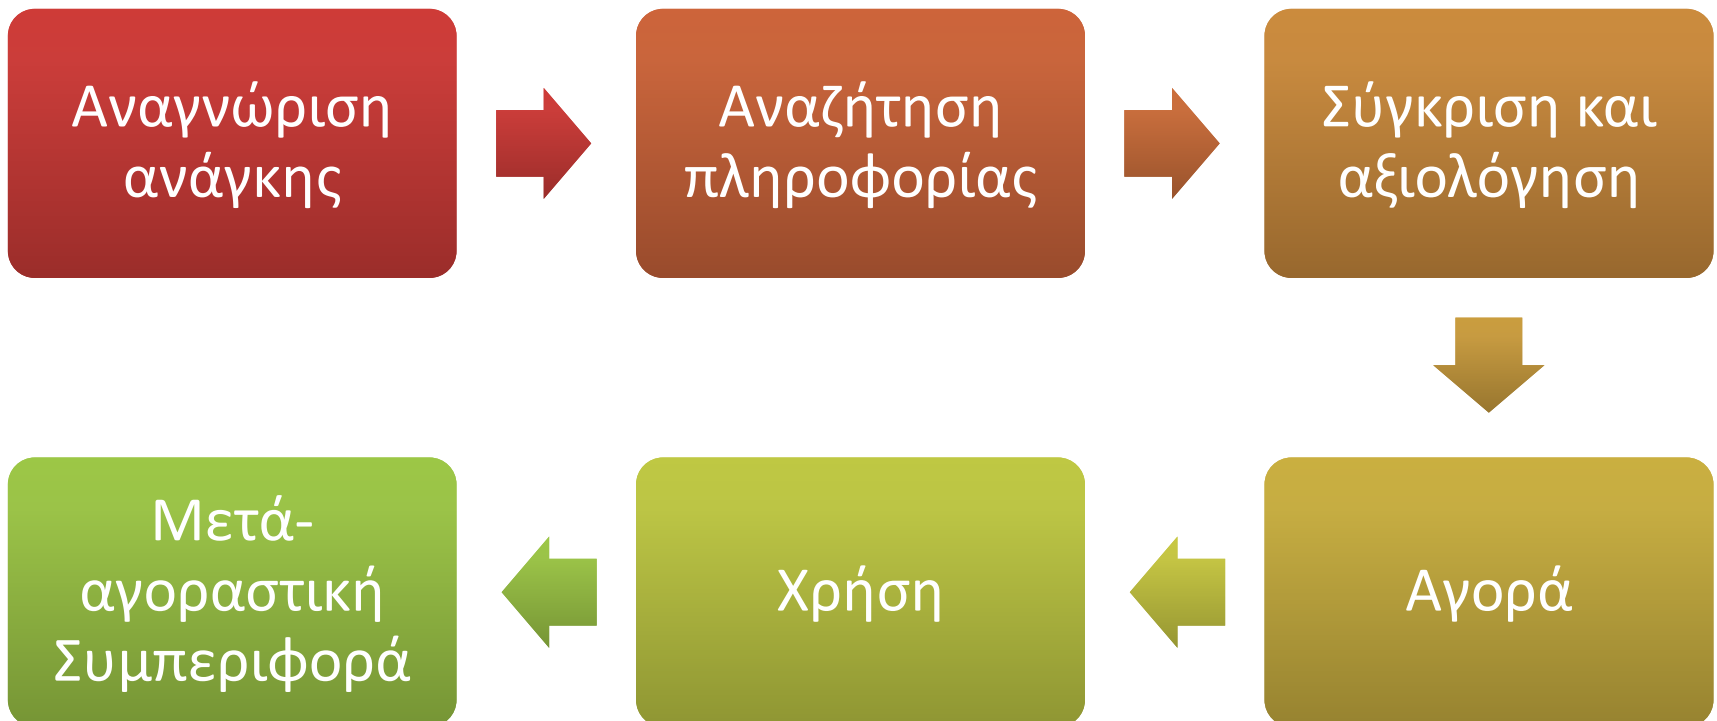 Αναγνώριση
ανάγκης
Αναζήτηση
πληροφορίας
Σύγκριση και
αξιολόγηση
Αγορά
Χρήση
Μετά-
αγοραστική
Συμπεριφορά